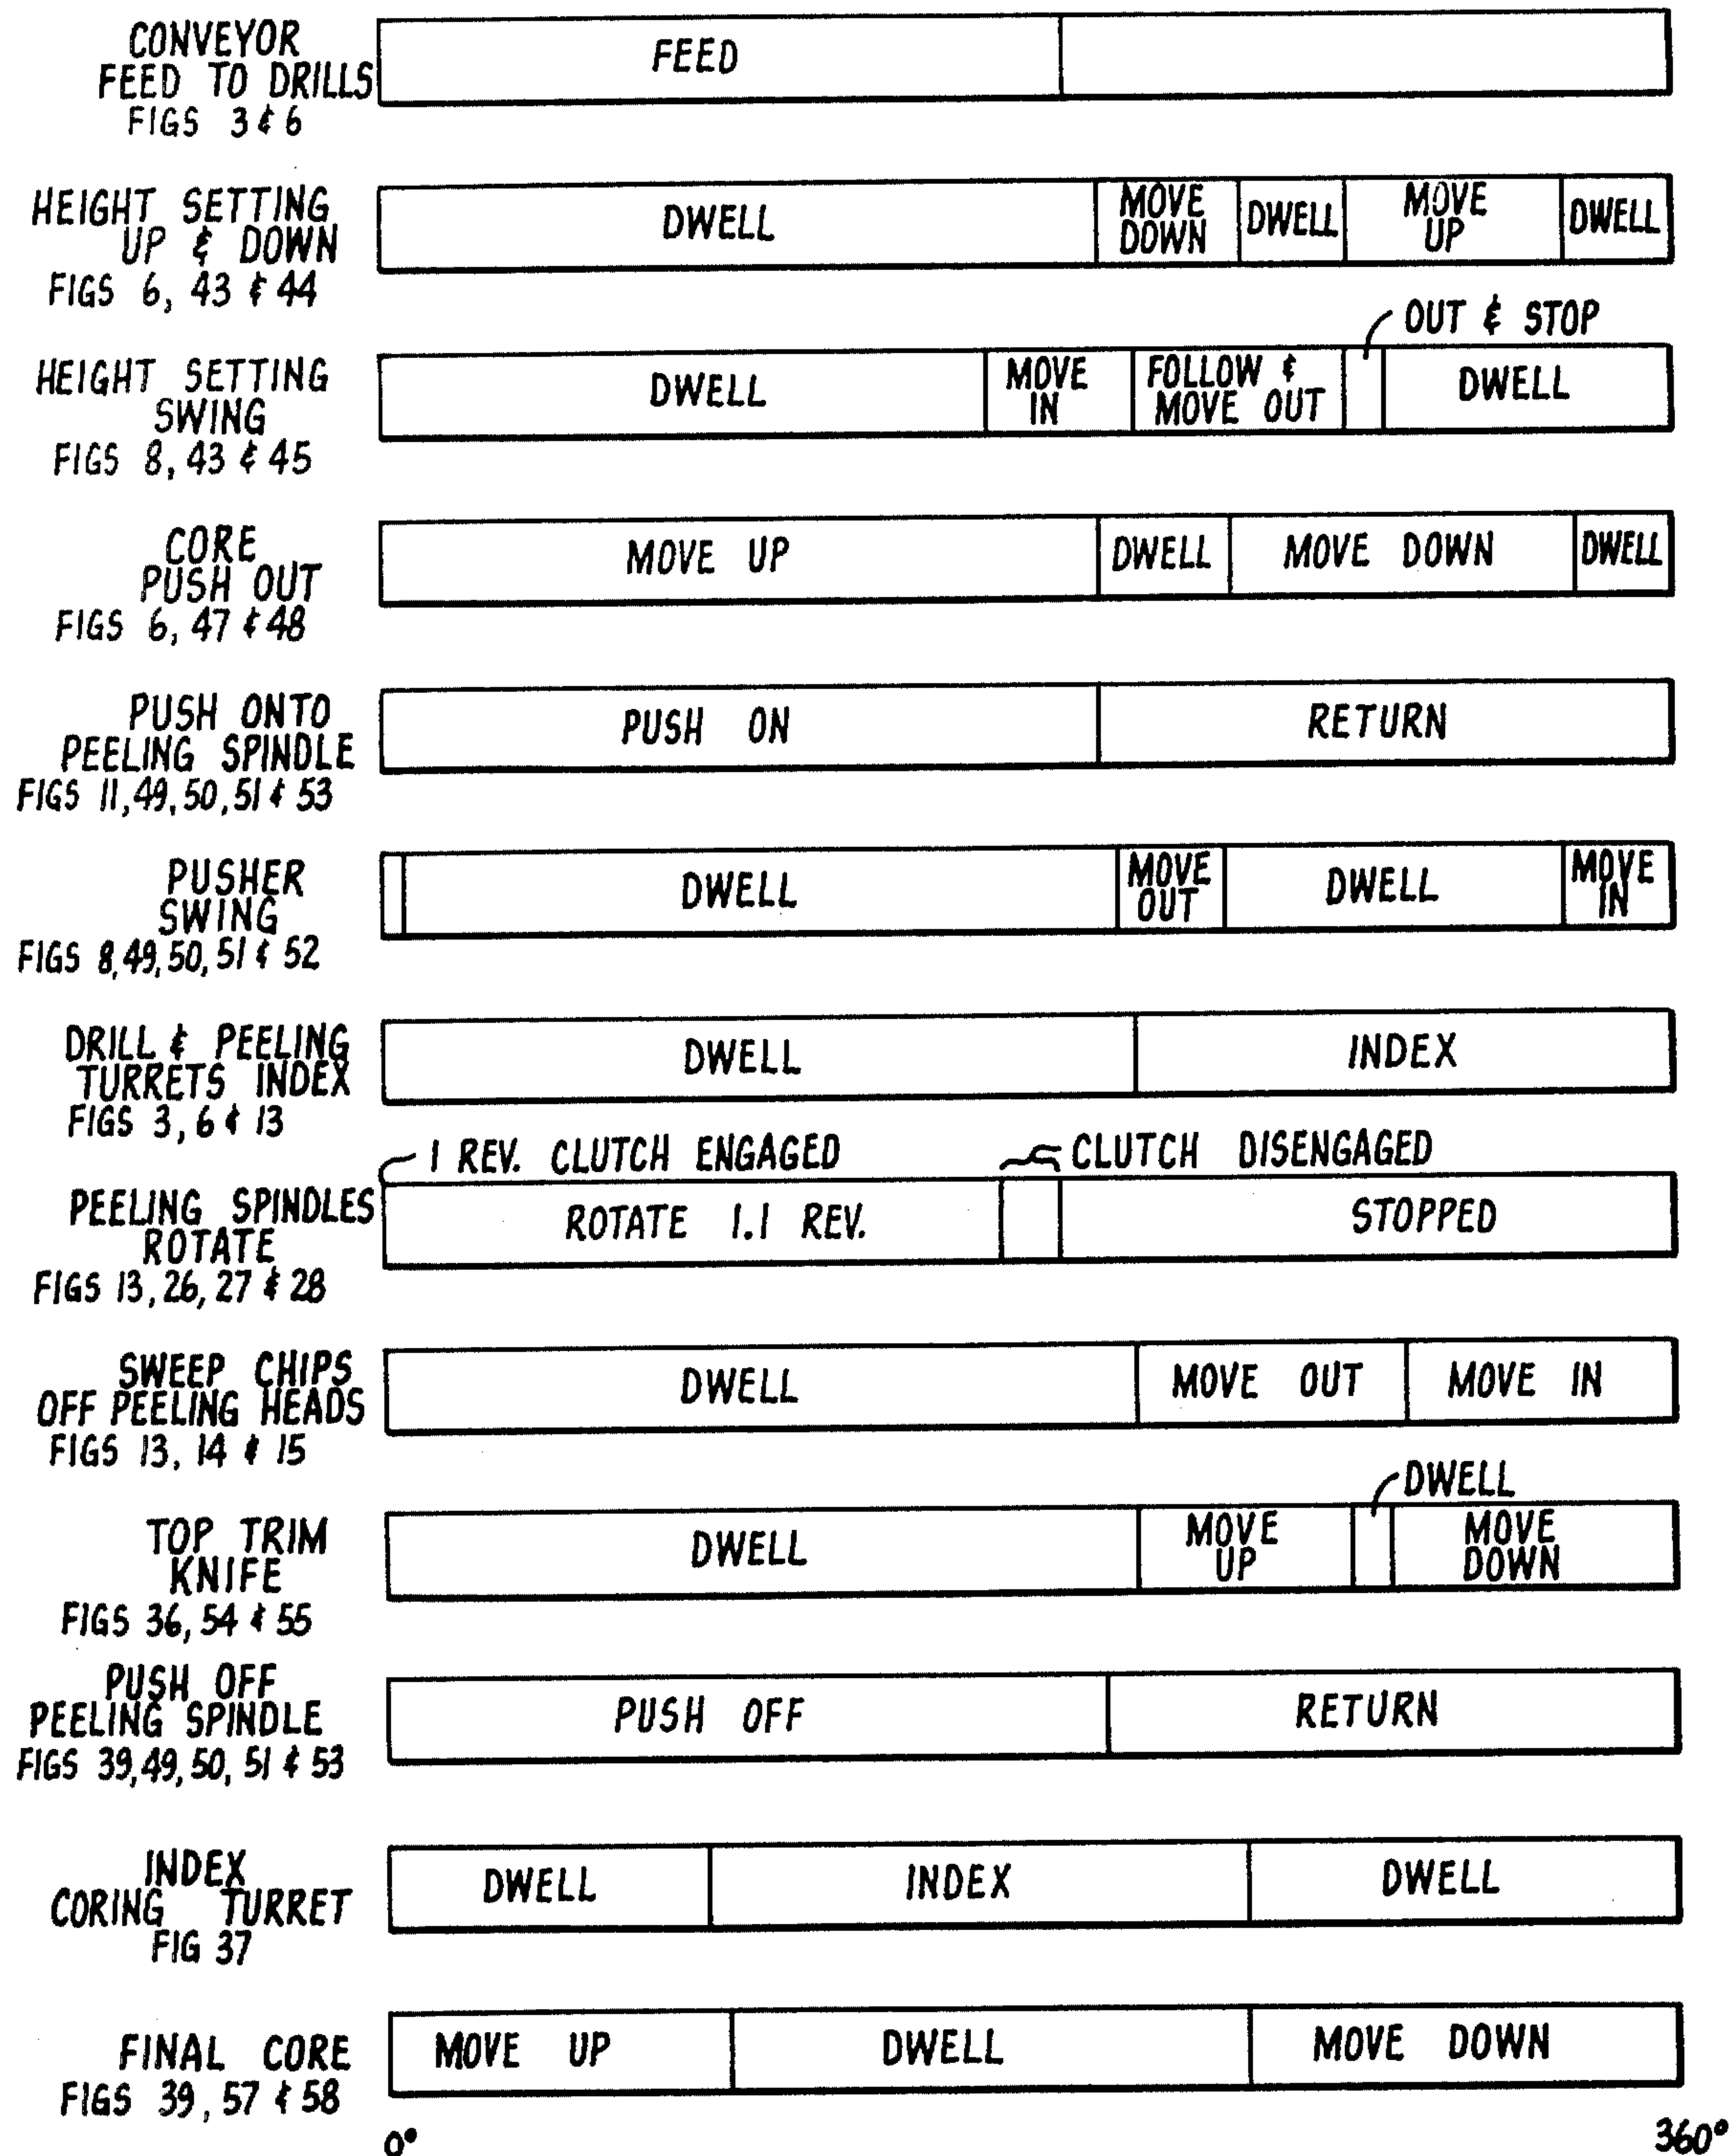 CONVEYOR
FEED TO DRILLS
FIGS 3 & 6
FEED
HEIGHT SETTING
UP & DOWN
FIGS 6, 43 & 44
DWELL
MOVE
DOWN
DWELL
MOVE
UP
DWELL
OUT & STOP
HEIGHT SETTING
SWING
FIGS 8, 43 & 45
DWELL
MOVE
IN
FOLLOW &
MOVE OUT
DWELL
CORE
PUSH OUT
FIGS 6, 47 & 48
MOVE UP
DWELL
MOVE DOWN
DWELL
PUSH ONTO
PEELING SPINDLE
FIGS 11, 49, 50, 51 & 53
PUSH ON
RETURN
PUSHER
SWING
FIGS 8, 49, 50, 51 & 52
DWELL
MOVE
OUT
DWELL
MOVE
IN
DRILL & PEELING
TURRETS INDEX
FIGS 3, 6 & 13
DWELL
INDEX
1 REV. CLUTCH ENGAGED
CLUTCH DISENGAGED
PEELING SPINDLES
ROTATE
FIGS 13, 26, 27 & 28
ROTATE 1.1 REV.
STOPPED
SWEEP CHIPS
OFF PEELING HEADS
FIGS 13, 14 & 15
DWELL
MOVE OUT
MOVE IN
DWELL
TOP TRIM
KNIFE
FIGS 36, 54 & 55
DWELL
MOVE
UP
MOVE
DOWN
PUSH OFF
PEELING SPINDLE
FIGS 39, 49, 50, 51 & 53
PUSH OFF
RETURN
INDEX
CORING TURRET
FIG 37
DWELL
INDEX
DWELL
FINAL CORE
FIGS 39, 57 & 58
MOVE UP
DWELL
MOVE DOWN
0°
360°